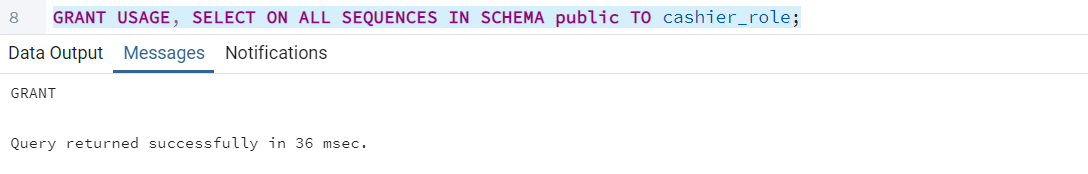 8 GRANT USAGE, SELECT ON ALL SEQUENCES IN SCHEMA public TO cashier_role;
Data Output Messages Notifications
GRANT
Query returned successfully in 36 msec.